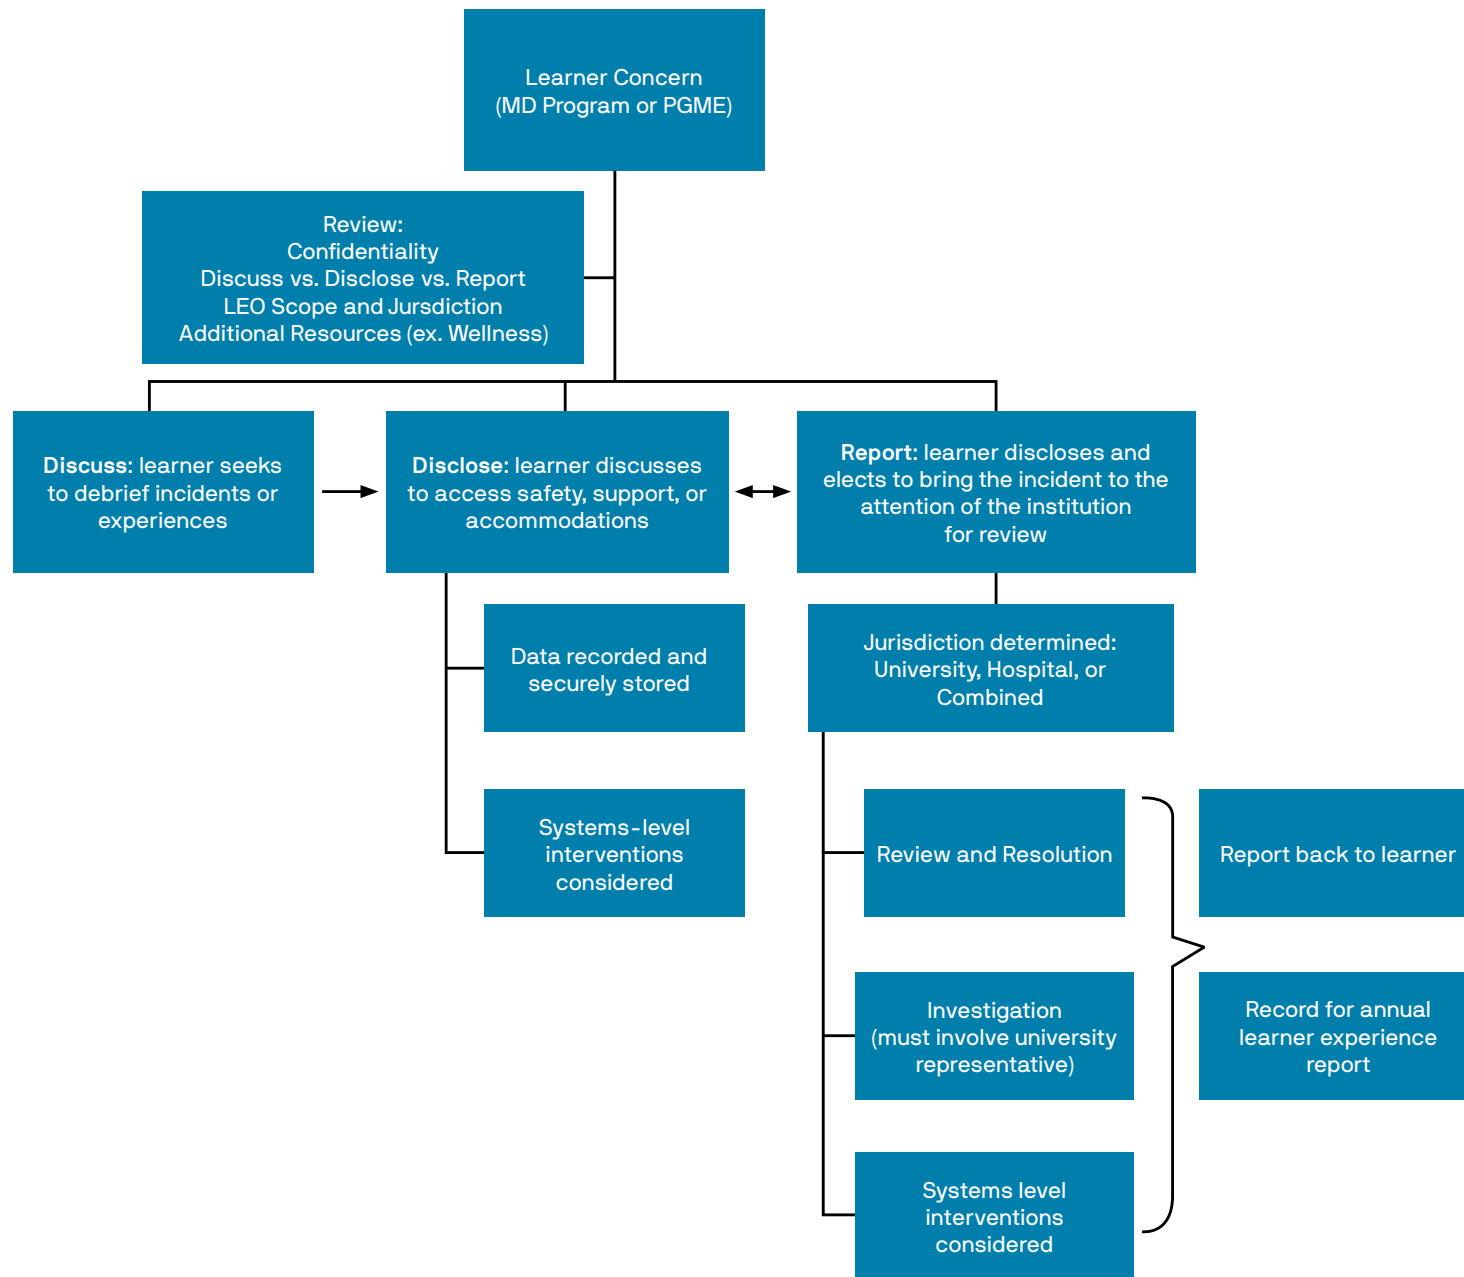 Learner Concern
(MD Program or PGME)
Review:
Confidentiality
Discuss vs. Disclose vs. Report
LEO Scope and Jursdiction
Additional Resources (ex. Wellness)
Discuss: learner seeks
to debrief incidents or
experiences
Disclose: learner discusses
to access safety, support, or
accommodations
Report: learner discloses and
elects to bring the incident to the
attention of the institution
for review
Data recorded and
securely stored
Systems-level
interventions
considered
Jurisdiction determined:
University, Hospital, or
Combined
Review and Resolution
Investigation
(must involve university
representative)
Systems level
interventions
considered
Report back to learner
Record for annual
learner experience
report